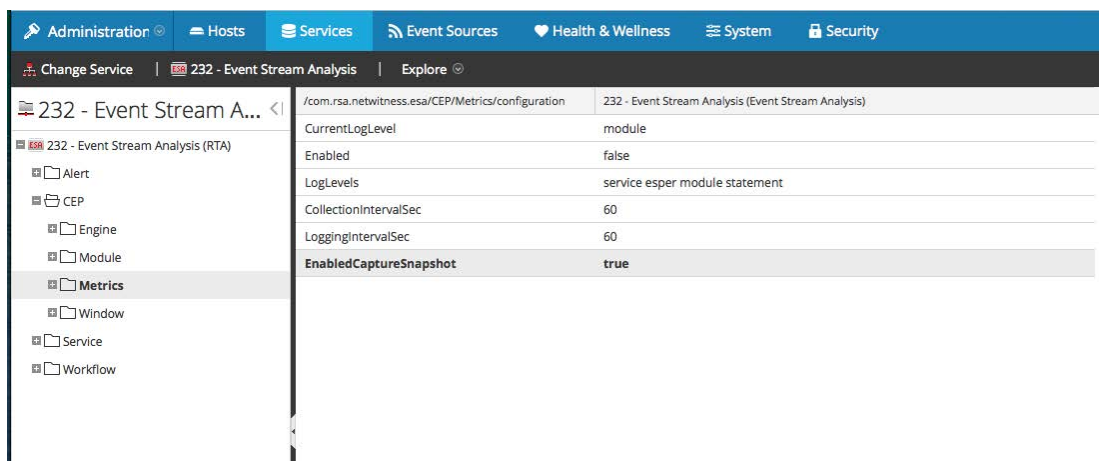 Administration Hosts Services Event Sources Health & Wellness System Security
Change Service | ESA 232 - Event Stream Analysis | Explore
232 - Event Stream A...
ESA 232 - Event Stream Analysis (RTA)
Alert
CEP
Engine
Module
Metrics
Window
Service
Workflow
/com.rsa.netwitness.esa/CEP/Metrics/configuration 232 - Event Stream Analysis (Event Stream Analysis)
CurrentLogLevel module
Enabled false
LogLevels service esper module statement
CollectionIntervalSec 60
LoggingIntervalSec 60
EnabledCaptureSnapshot true